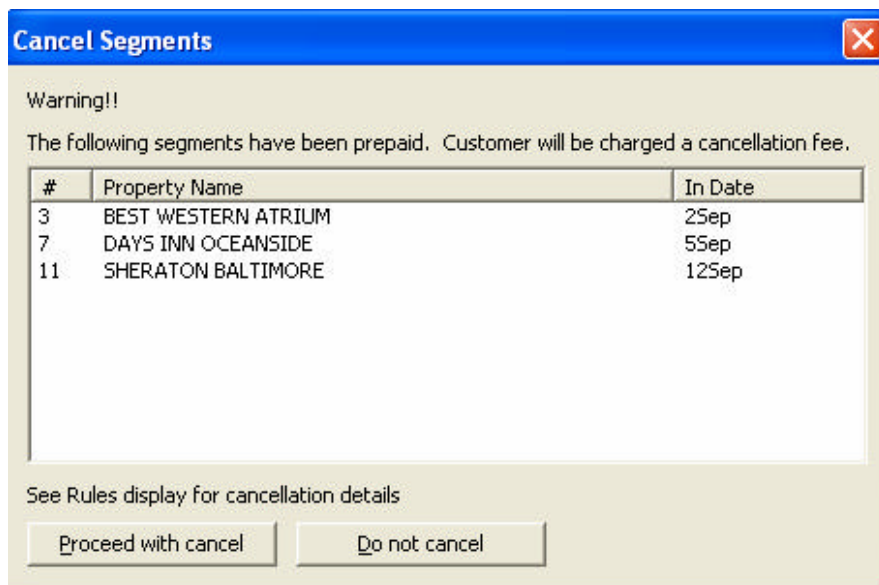 Cancel Segments
Warning!!
The following segments have been prepaid. Customer will be charged a cancellation fee.
# Property Name In Date
3 BEST WESTERN ATRIUM 2Sep
7 DAYS INN OCEANSIDE 5Sep
11 SHERATON BALTIMORE 12Sep
See Rules display for cancellation details
Proceed with cancel Do not cancel